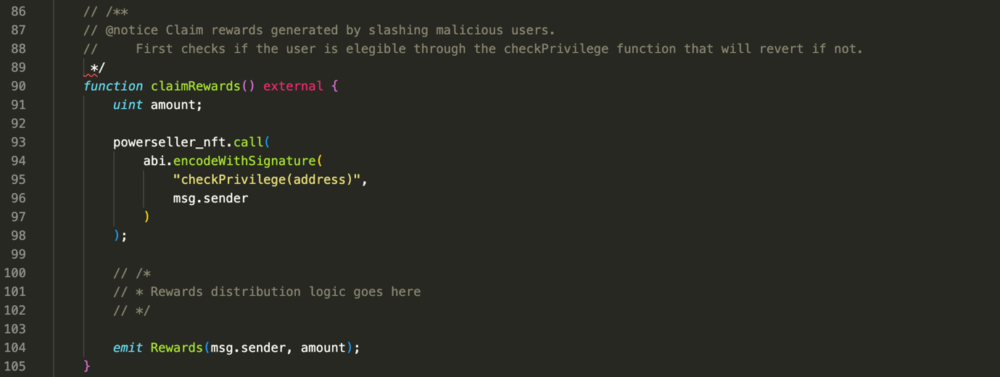 86 // /**
87 // @notice Claim rewards generated by slashing malicious users.
88 //     First checks if the user is elegible through the checkPrivilege function that will revert if not.
89  */
90 function claimRewards() external {
91     uint amount;
92
93     powerseller_nft.call(
94         abi.encodeWithSignature(
95             "checkPrivilege(address)",
96             msg.sender
97         )
98     );
99
100     // /*
101     // * Rewards distribution logic goes here
102     // */
103
104     emit Rewards(msg.sender, amount);
105 }